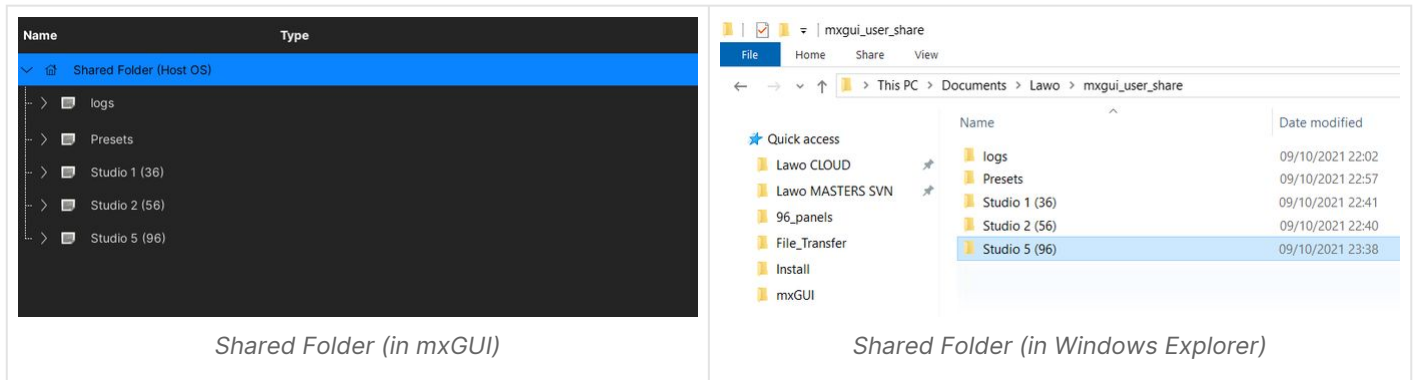 Name Type
Shared Folder (Host OS)
logs
Presets
Studio 1 (36)
Studio 2 (56)
Studio 5 (96)
Shared Folder (in mxGUI)
mxgui_user_share
File Home Share View
This PC > Documents > Lawo > mxgui_user_share
Name Date modified
Quick access
Lawo CLOUD
Lawo MASTERS SVN
96_panels
File_Transfer
Install
mxGUI
logs 09/10/2021 22:02
Presets 09/10/2021 22:57
Studio 1 (36) 09/10/2021 22:41
Studio 2 (56) 09/10/2021 22:40
Studio 5 (96) 09/10/2021 23:38
Shared Folder (in Windows Explorer)